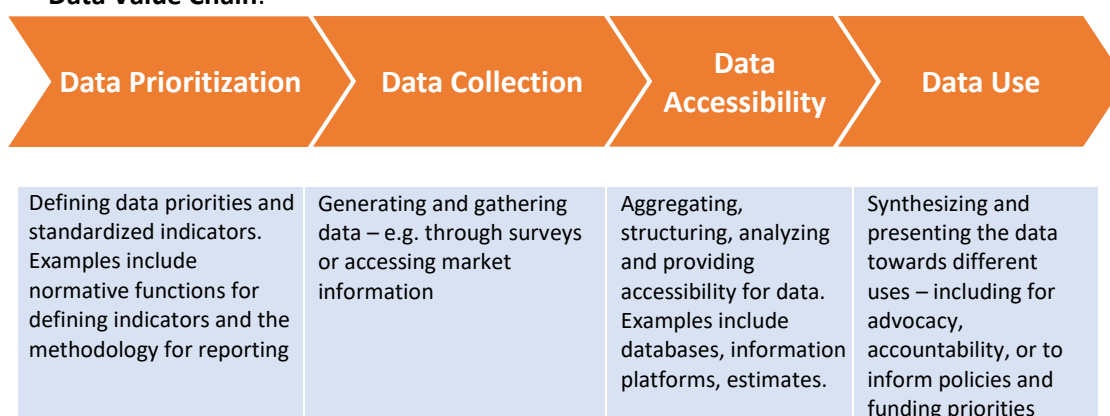 Data Value Chain:
Data Prioritization
Data Collection
Data
Accessibility
Data Use
Defining data priorities and
standardized indicators.
Examples include
normative functions for
defining indicators and the
methodology for reporting
Generating and gathering
data – e.g. through surveys
or accessing market
information
Aggregating,
structuring, analyzing
and providing
accessibility for data.
Examples include
databases, information
platforms, estimates.
Synthesizing and
presenting the data
towards different
uses – including for
advocacy,
accountability, or to
inform policies and
funding priorities